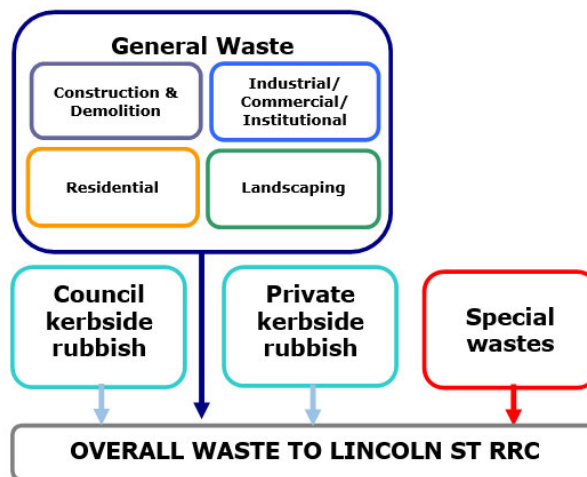 General Waste
Construction &
Demolition
Industrial/
Commercial/
Institutional
Residential
Landscaping
Council
kerbside
rubbish
Private
kerbside
rubbish
Special
wastes
OVERALL WASTE TO LINCOLN ST RRC